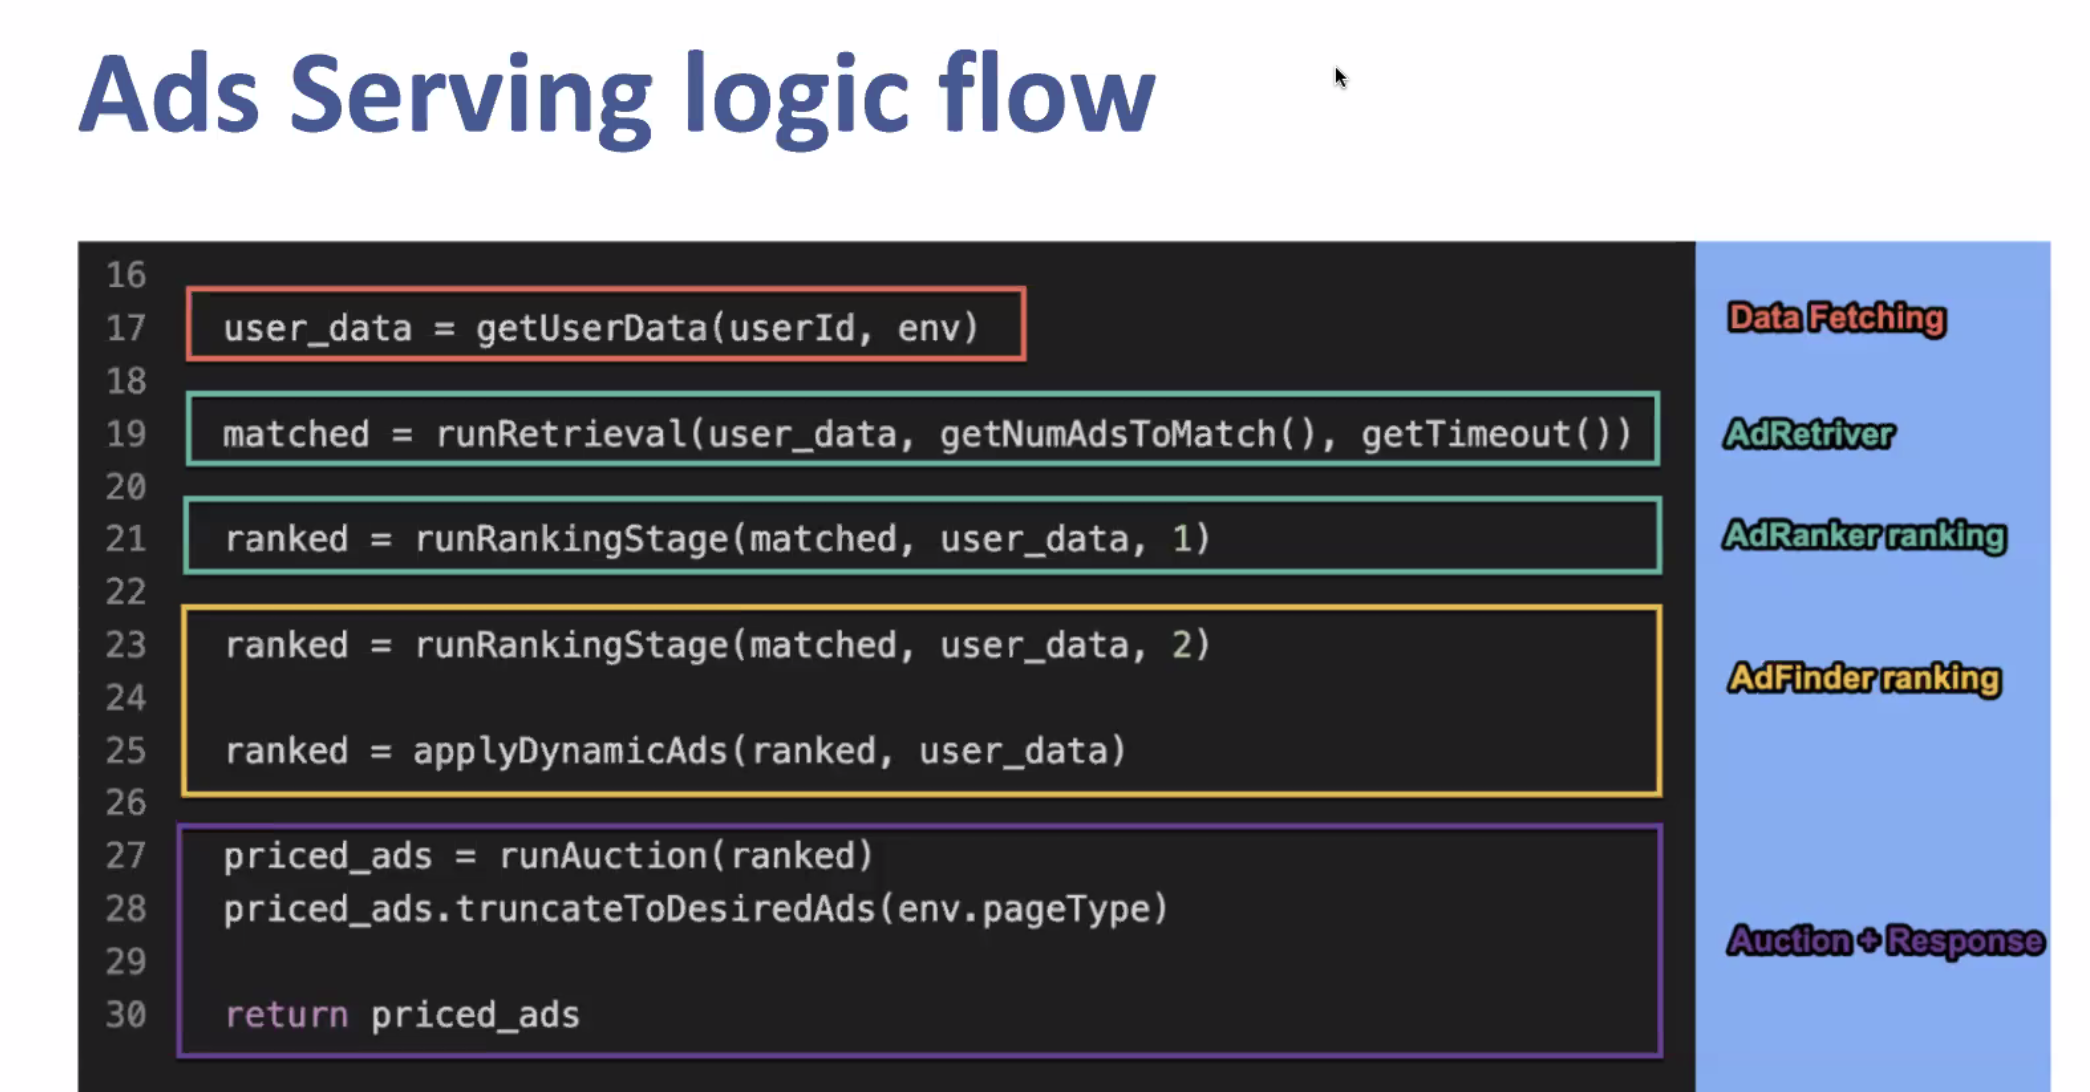 Ads Serving logic flow
16
17 user_data = getUserData(userId, env)
Data Fetching
18
19 matched = runRetrieval(user_data, getNumAdsToMatch(), getTimeout())
AdRetriver
20
21 ranked = runRankingStage(matched, user_data, 1)
AdRanker ranking
22
23 ranked = runRankingStage(matched, user_data, 2)
AdFinder ranking
24
25 ranked = applyDynamicAds(ranked, user_data)
26
27 priced_ads = runAuction(ranked)
28 priced_ads.truncateToDesiredAds(env.pageType)
Auction + Response
29
30 return priced_ads